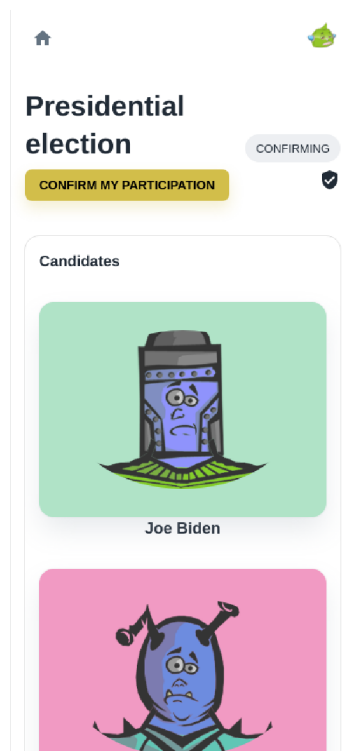 Presidential
election
CONFIRMING
CONFIRM MY PARTICIPATION
Candidates
Joe Biden